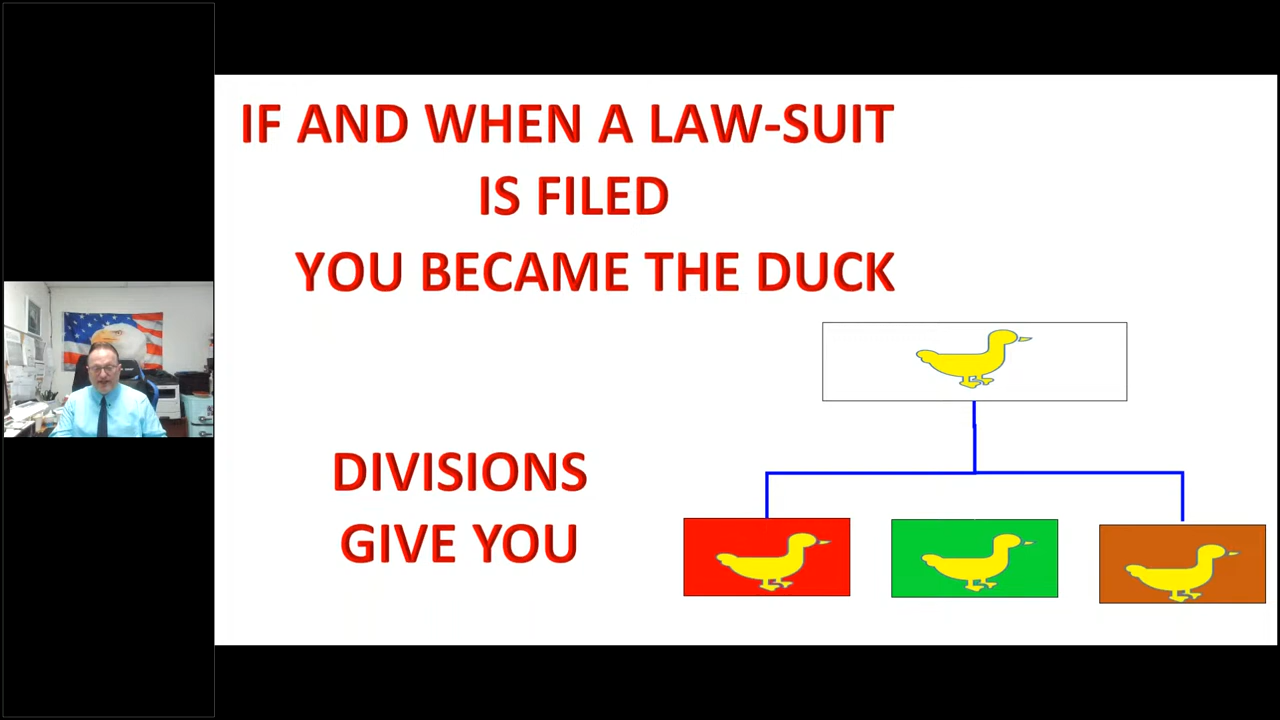 IF AND WHEN A LAW-SUIT
IS FILED
YOU BECAME THE DUCK
DIVISIONS
GIVE YOU